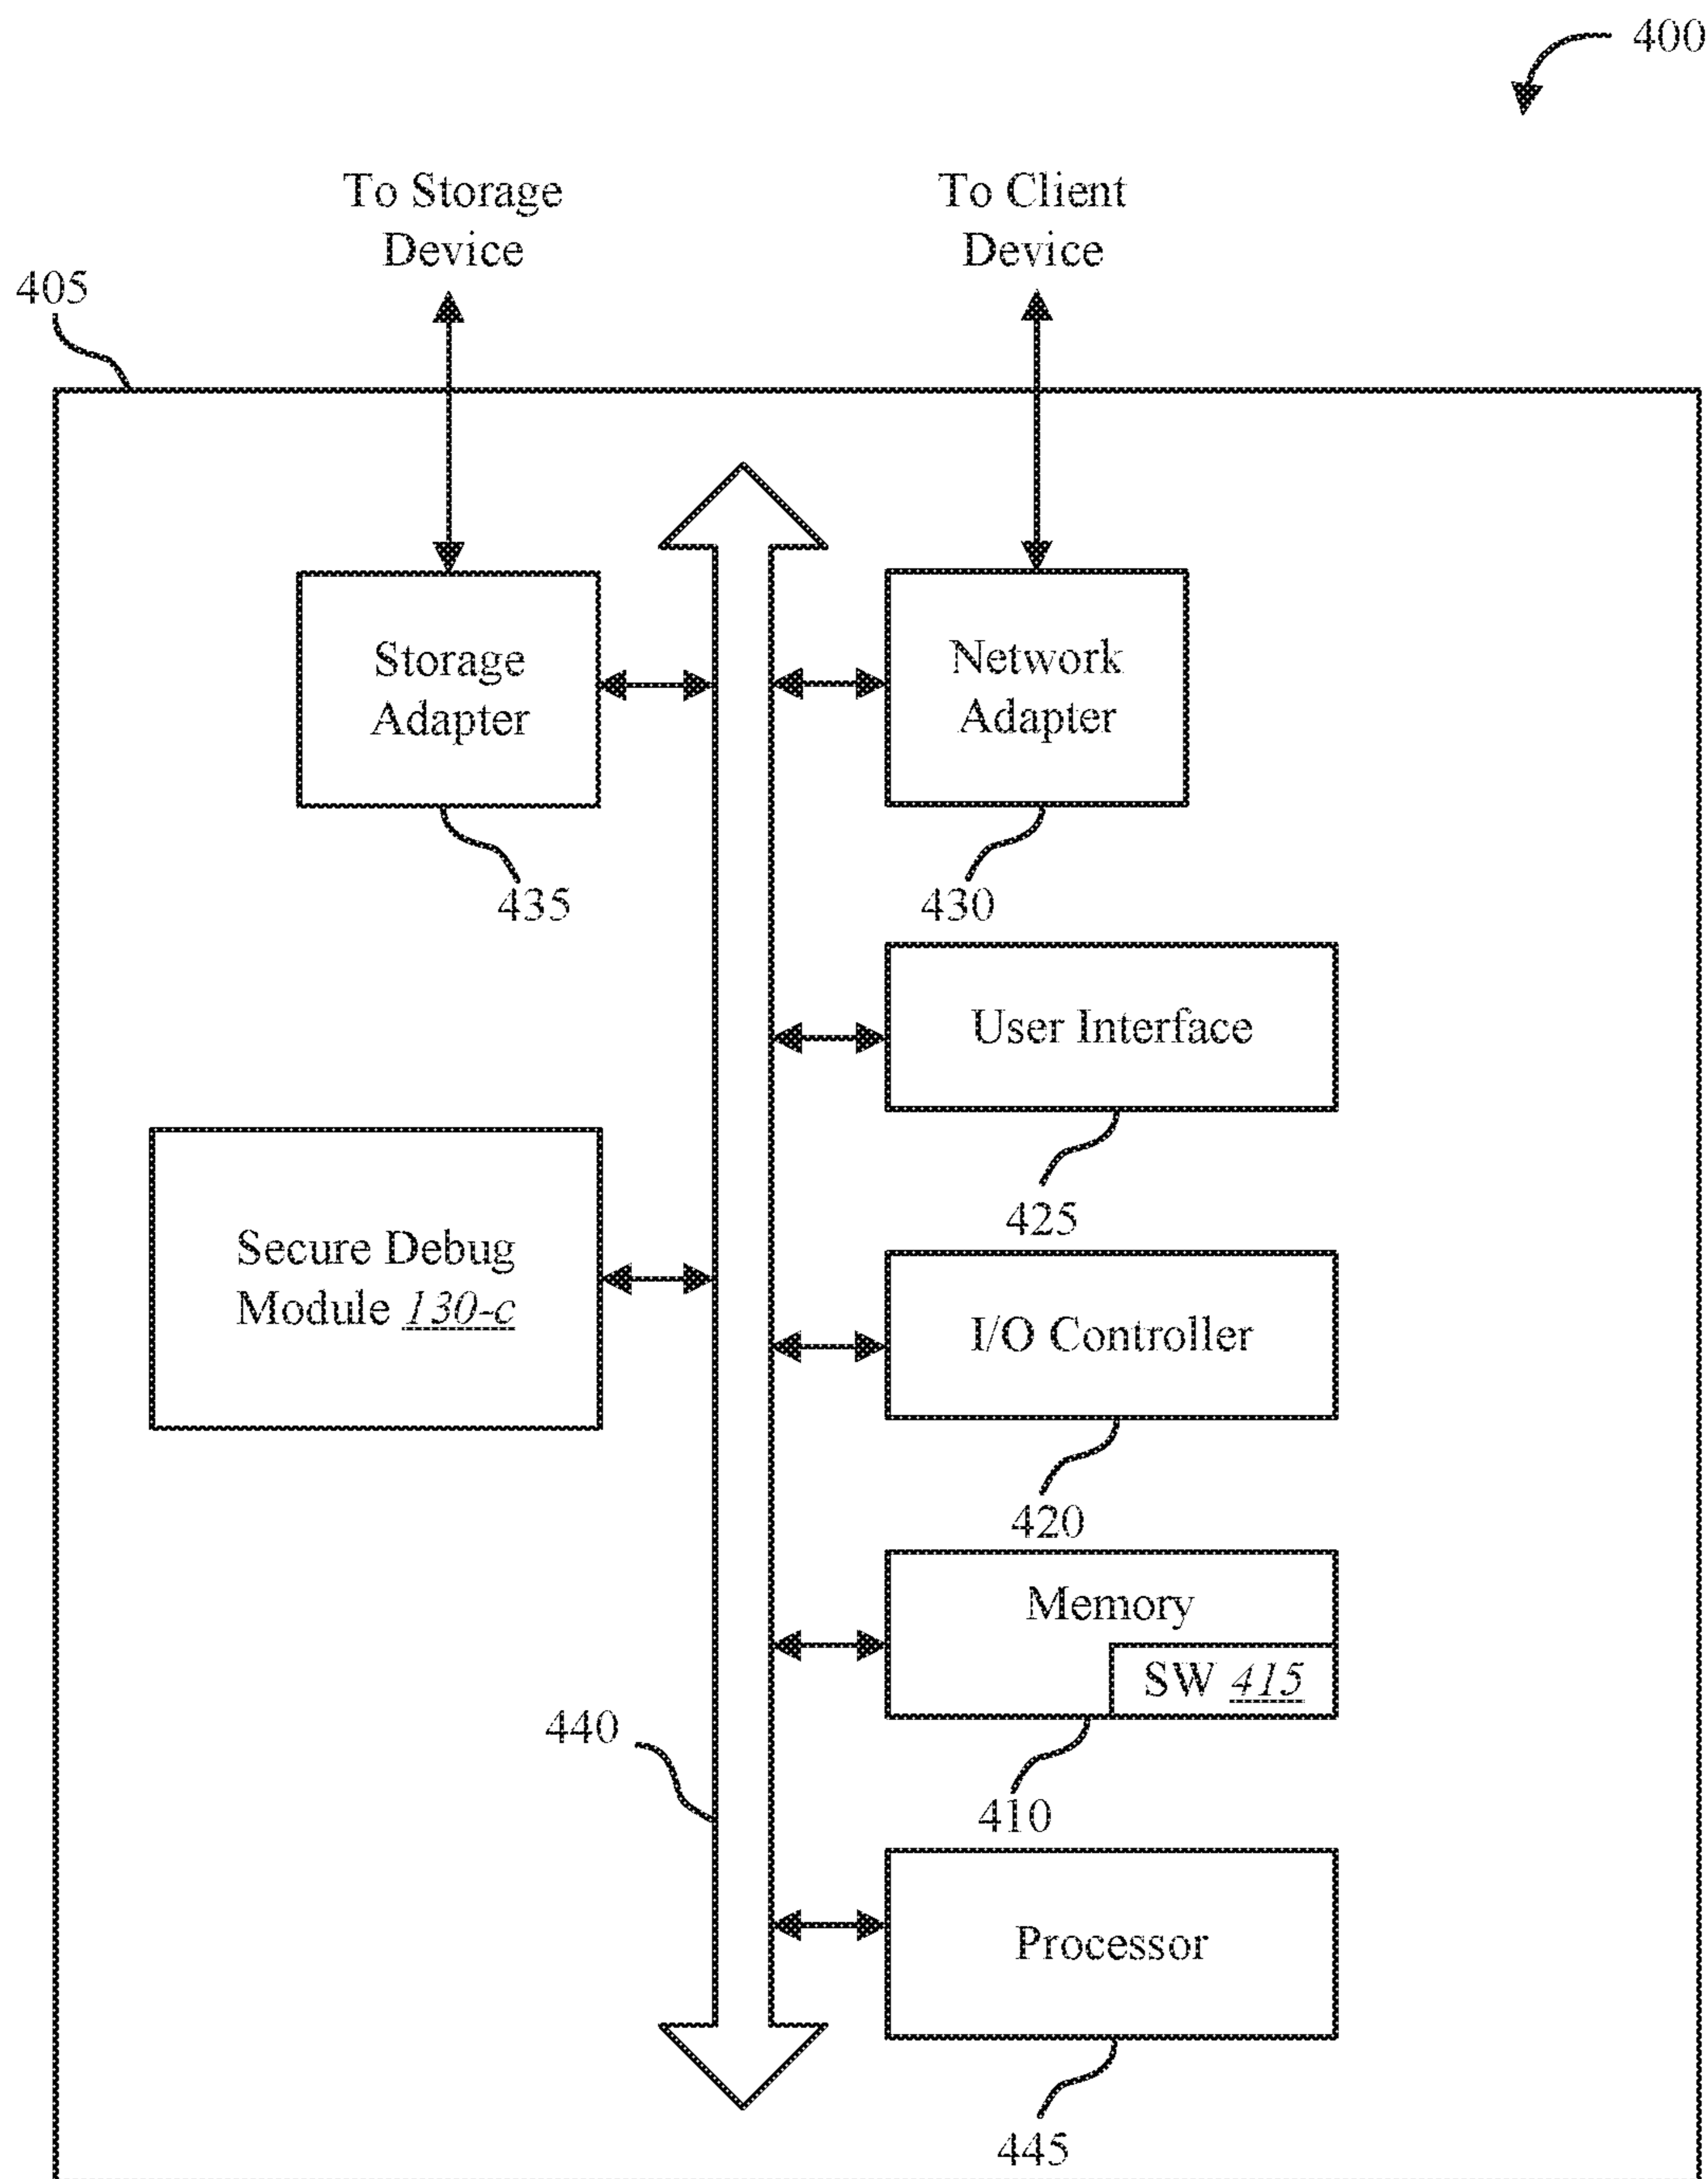 400
To Storage
Device
To Client
Device
405
Storage
Adapter
Network
Adapter
435
430
User Interface
425
Secure Debug
Module 130-c
I/O Controller
420
Memory
SW 415
440
410
Processor
445